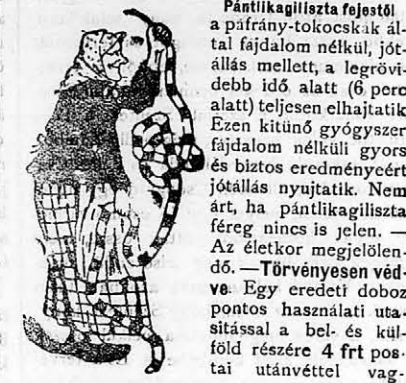 Pántlikagiliszta fejestől
a páfrány-tokocskák ál-
tal fájdalom nélkül, jót-
állás mellett, a legrövi-
debb idő alatt (6 perc
alatt) teljesen elhajtatik
Ezen kitünő gyógyszer
fájdalom nélküli gyors
és biztos eredményeért
jótállás nyujtatik. Nem
árt, ha pántlikagiliszta
féreg nincs is jelen. —
Az életkor megjelölen-
dő. — Törvényesen véd-
ve. Egy eredeti doboz
pontos használati uta-
sitással a bel- és kül-
föld részére 4 frt pos-
tai utánvéttel vag-